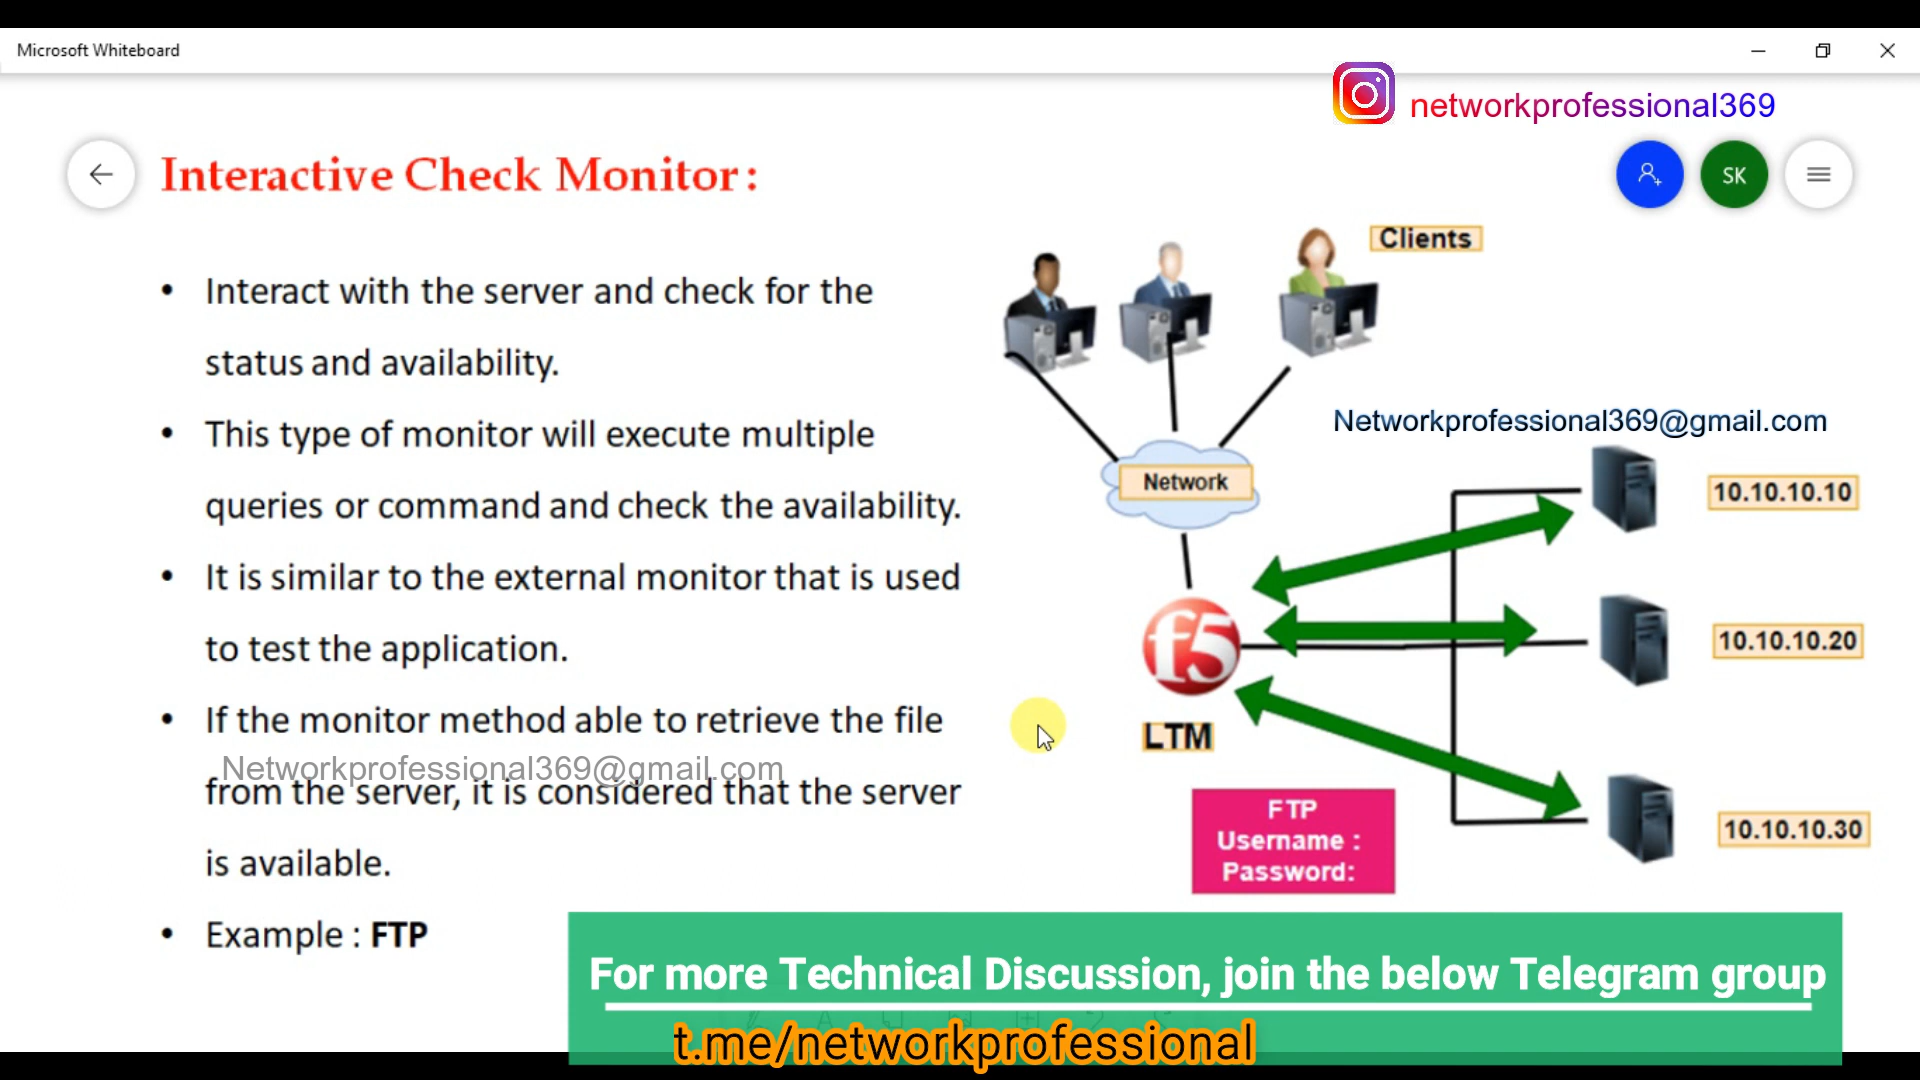 Microsoft Whiteboard
networkprofessional369
Interactive Check Monitor :
SK
Clients
• Interact with the server and check for the
status and availability.
• This type of monitor will execute multiple
queries or command and check the availability.
• It is similar to the external monitor that is used
to test the application.
• If the monitor method able to retrieve the file
Networkprofessional369@gmail.com
from the server, it is considered that the server
is available.
• Example : FTP
Networkprofessional369@gmail.com
Network
10.10.10.10
f5
10.10.10.20
LTM
10.10.10.30
FTP
Username :
Password:
For more Technical Discussion, join the below Telegram group
t.me/networkprofessional